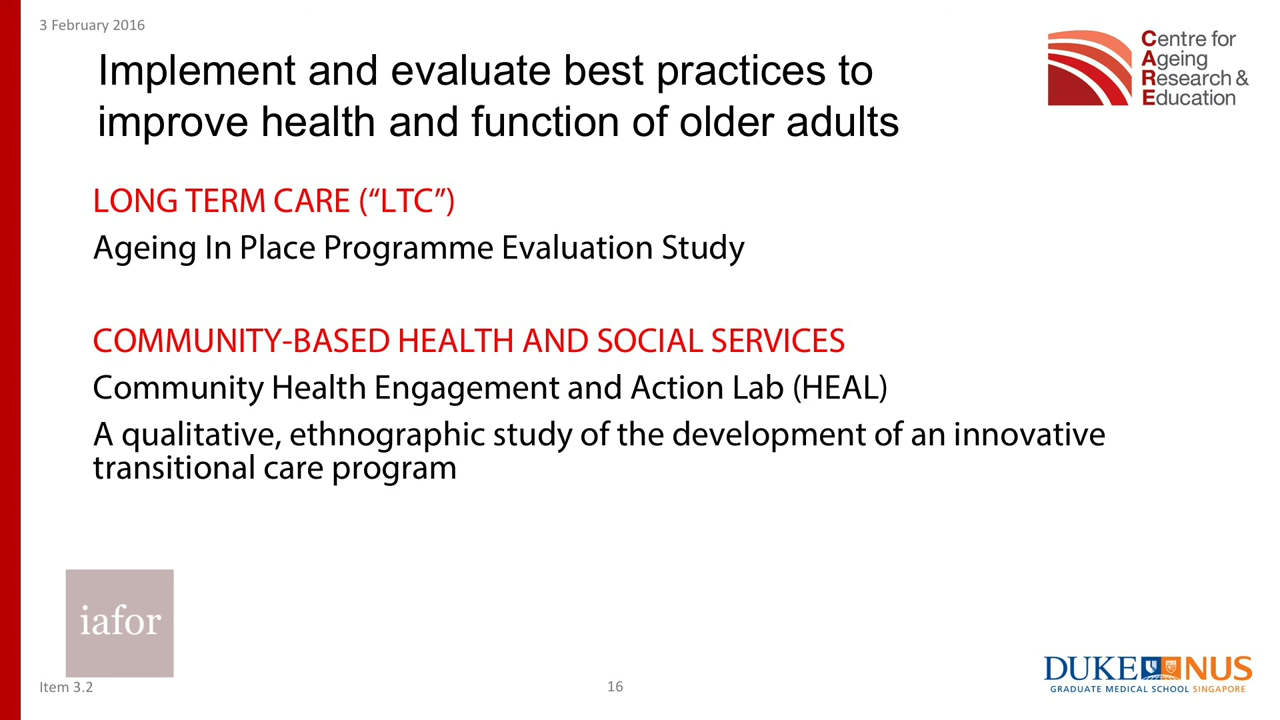 3 February 2016
Implement and evaluate best practices to
improve health and function of older adults
Centre for
Ageing
Research &
Education
LONG TERM CARE (“LTC”)
Ageing In Place Programme Evaluation Study
COMMUNITY-BASED HEALTH AND SOCIAL SERVICES
Community Health Engagement and Action Lab (HEAL)
A qualitative, ethnographic study of the development of an innovative
transitional care program
iafor
Item 3.2
16
DUKE NUS
GRADUATE MEDICAL SCHOOL SINGAPORE